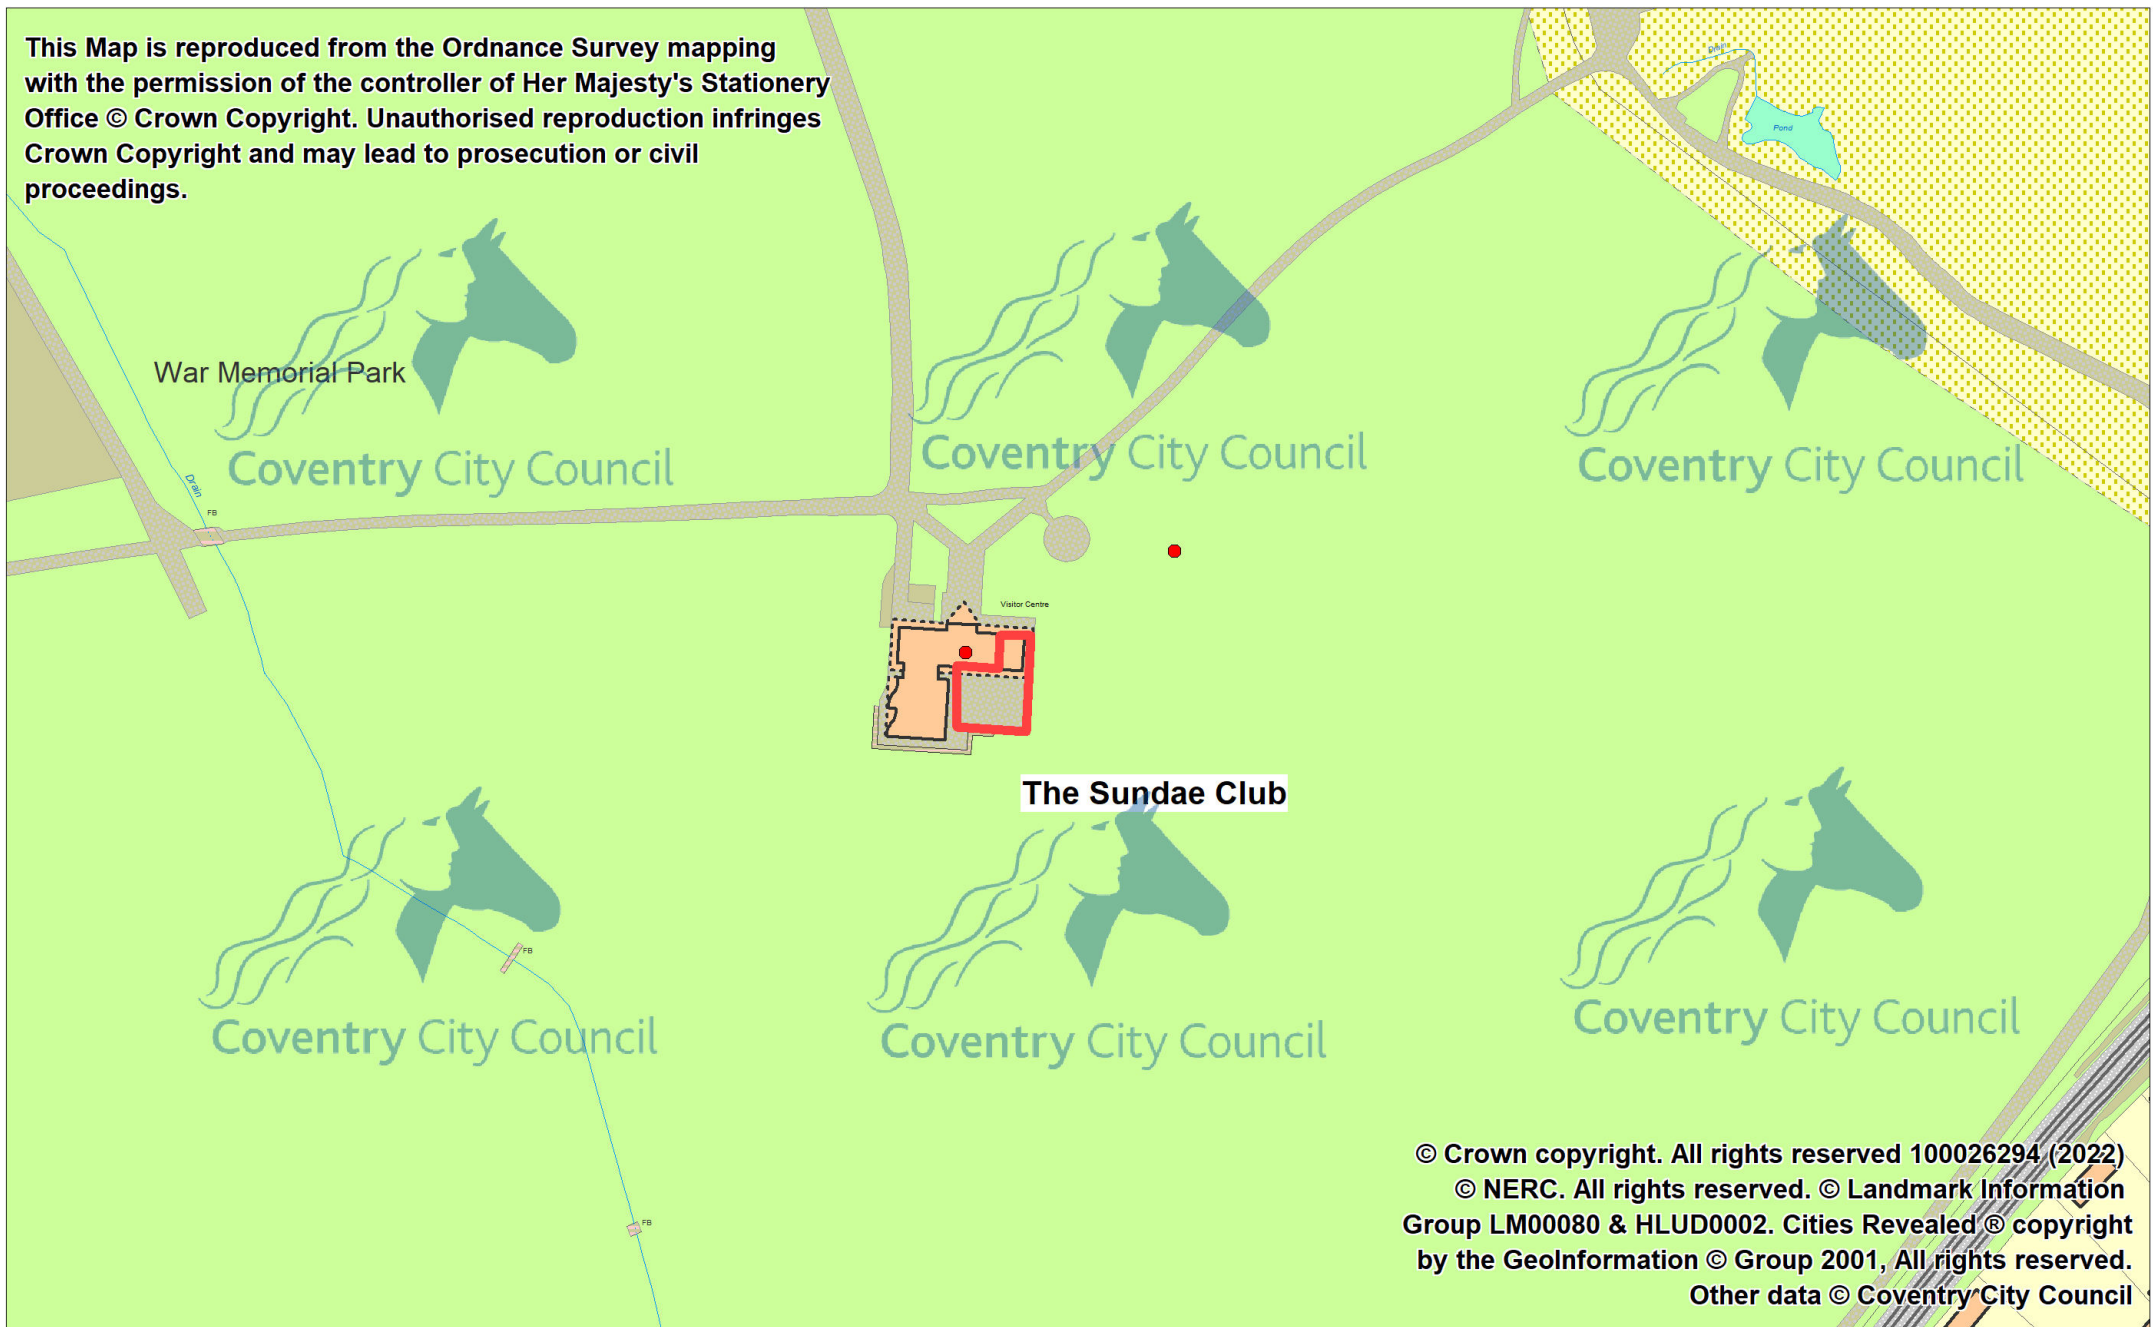 This Map is reproduced from the Ordnance Survey mapping
with the permission of the controller of Her Majesty's Stationery
Office © Crown Copyright. Unauthorised reproduction infringes
Crown Copyright and may lead to prosecution or civil
proceedings.
Drain
Pond
War Memorial Park
Coventry City Council
Coventry City Council
Coventry City Council
Drain
FB
Visitor Centre
The Sundae Club
FB
Coventry City Council
Coventry City Council
Coventry City Council
FB
© Crown copyright. All rights reserved 100026294 (2022)
© NERC. All rights reserved. © Landmark Information
Group LM00080 & HLUD0002. Cities Revealed ® copyright
by the GeoInformation © Group 2001, All rights reserved.
Other data © Coventry City Council